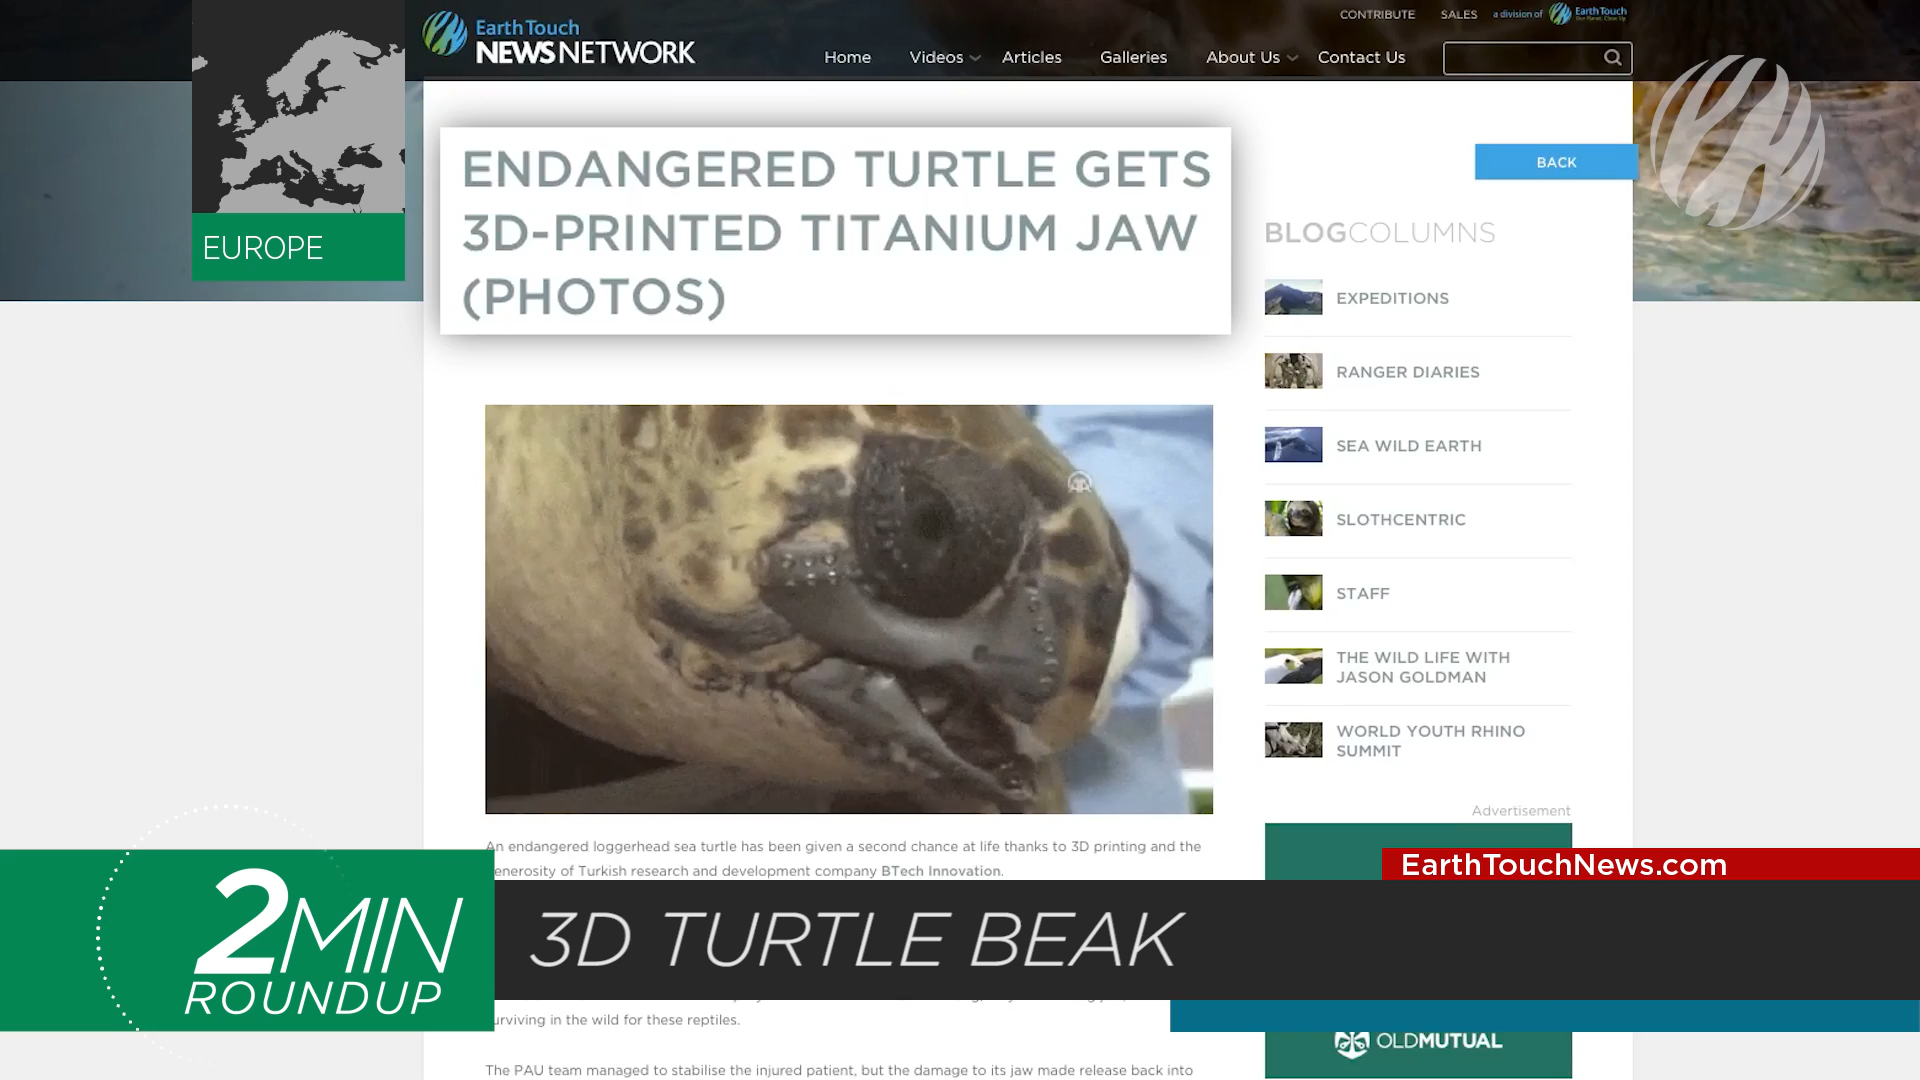 CONTRIBUTE
SALES
a division of
Earth Touch
Earth Touch
NEWS NETWORK
Home
Videos
Articles
Galleries
About Us
Contact Us
EUROPE
ENDANGERED TURTLE GETS
3D-PRINTED TITANIUM JAW
(PHOTOS)
BACK
BLOGCOLUMNS
EXPEDITIONS
RANGER DIARIES
SEA WILD EARTH
SLOTHCENTRIC
STAFF
THE WILD LIFE WITH
JASON GOLDMAN
WORLD YOUTH RHINO
SUMMIT
Advertisement
An endangered loggerhead sea turtle has been given a second chance at life thanks to 3D printing and the
enerosity of Turkish research and development company BTech Innovation.
EarthTouchNews.com
2MIN
ROUNDUP
3D TURTLE BEAK
urviving in the wild for these reptiles.
OLDMUTUAL
The PAU team managed to stabilise the injured patient, but the damage to its jaw made release back into